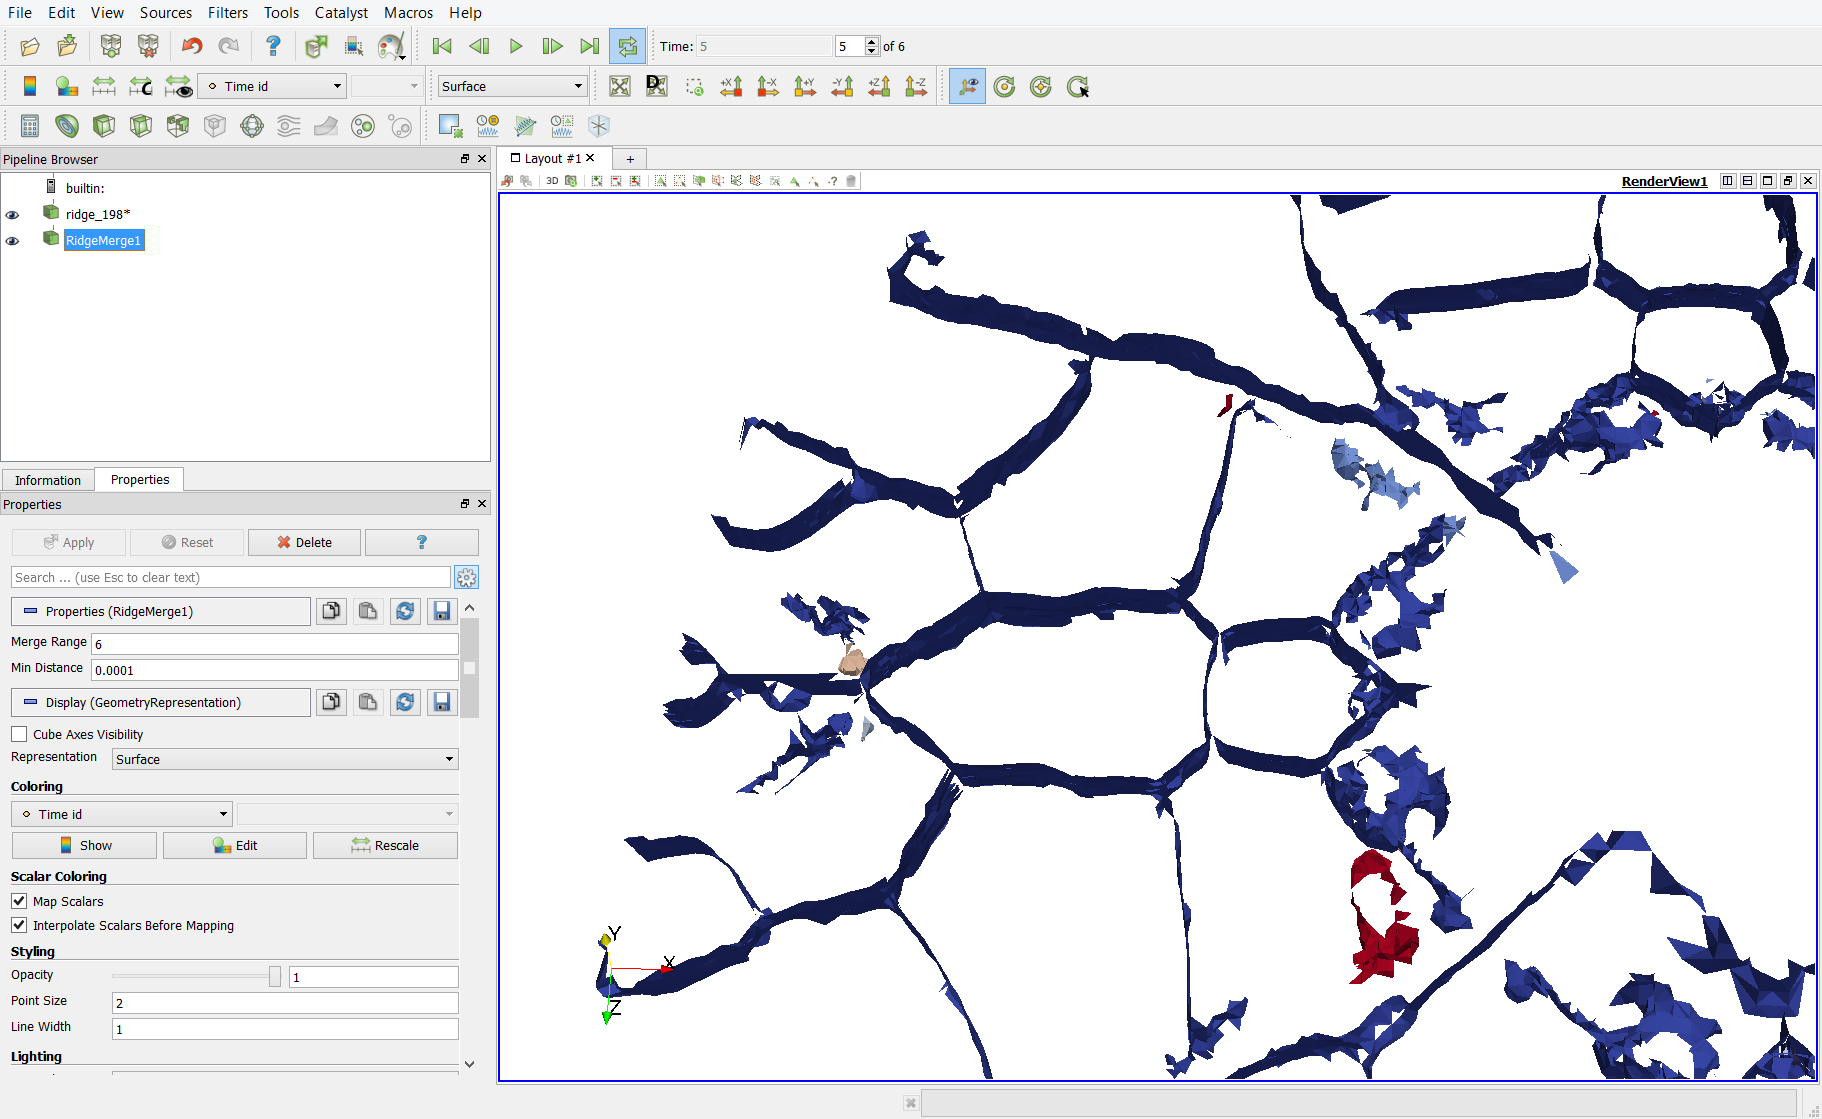 File Edit View Sources Filters Tools Catalyst Macros Help
Time: 5 5 of 6
C Time id Surface D +X -X +Y -Y +Z -Z
Pipeline Browser
Layout #1 +
3D ? RenderView1
builtin:
ridge_198*
RidgeMerge1
Information Properties
Properties
Apply Reset Delete ?
Search ... (use Esc to clear text)
Properties (RidgeMerge1)
Merge Range 6
Min Distance 0.0001
Display (GeometryRepresentation)
Cube Axes Visibility
Representation Surface
Coloring
Time id
Show Edit Rescale
Scalar Coloring
Map Scalars
Interpolate Scalars Before Mapping
Styling
Opacity 1
Point Size 2
Line Width 1
Lighting
Y
X
Z